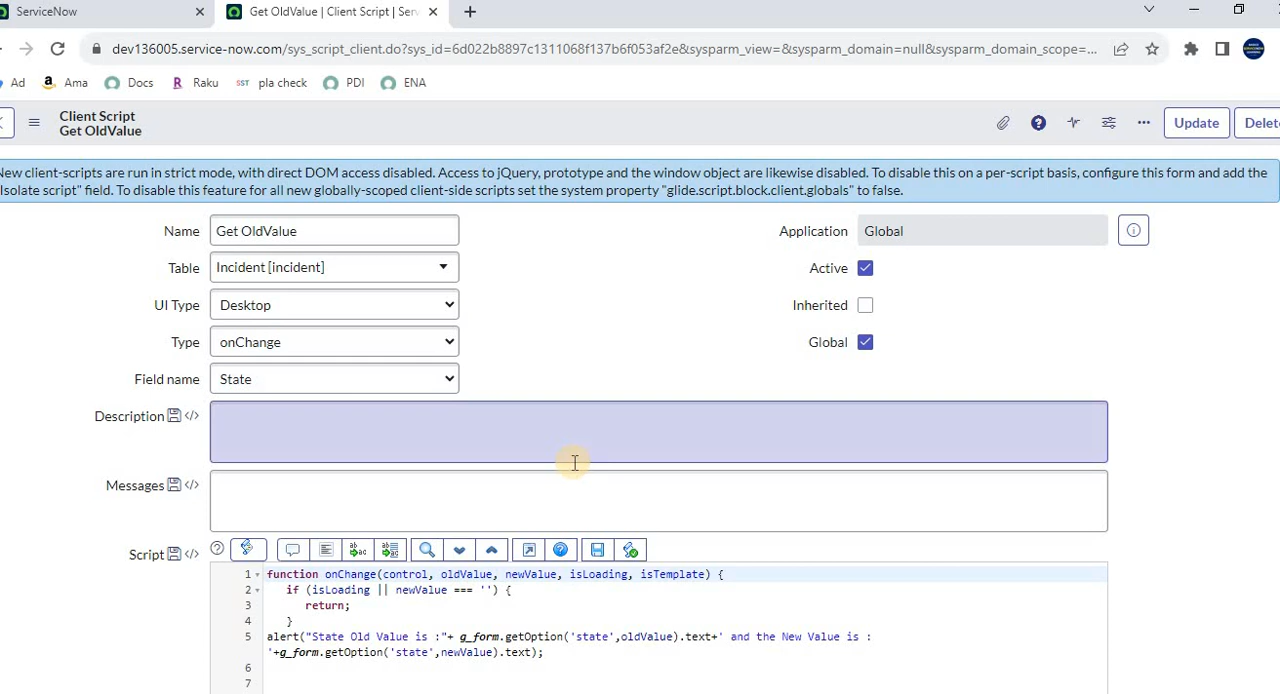 ServiceNow
Get OldValue | Client Script | Serv
dev136005.service-now.com/sys_script_client.do?sys_id=6d022b8897c1311068f137b6f053af2e&sysparm_view=&sysparm_domain=null&sysparm_domain_scope=...
Ad
a
Ama
Docs
R
Raku
SST
pla check
PDI
ENA
Client Script
Get OldValue
Update
Delet
New client-scripts are run in strict mode, with direct DOM access disabled. Access to jQuery, prototype and the window object are likewise disabled. To disable this on a per-script basis, configure this form and add the
"Isolate script" field. To disable this feature for all new globally-scoped client-side scripts set the system property "glide.script.block.client.globals" to false.
Name
Get OldValue
Application
Global
Table
Incident [incident]
Active
UI Type
Desktop
Inherited
Type
onChange
Global
Field name
State
Description
Messages
Script
1 function onChange(control, oldValue, newValue, isLoading, isTemplate) {
2 if (isLoading || newValue === '') {
3 return;
4 }
5 alert("State Old Value is :"+ g_form.getOption('state',oldValue).text+' and the New Value is :
'+g_form.getOption('state',newValue).text);
6
7